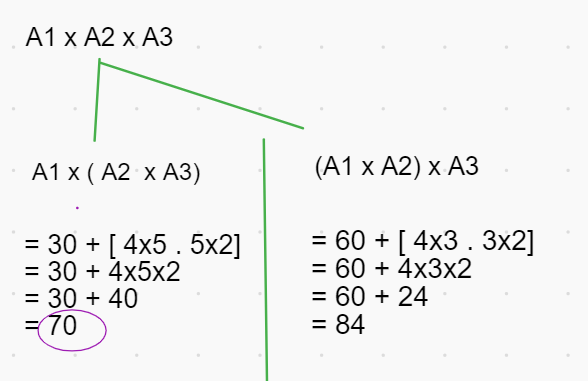 A1 x A2 x A3
A1 x ( A2 x A3)
= 30 + [ 4x5 . 5x2]
= 30 + 4x5x2
= 30 + 40
= 70
(A1 x A2) x A3
= 60 + [ 4x3 . 3x2]
= 60 + 4x3x2
= 60 + 24
= 84